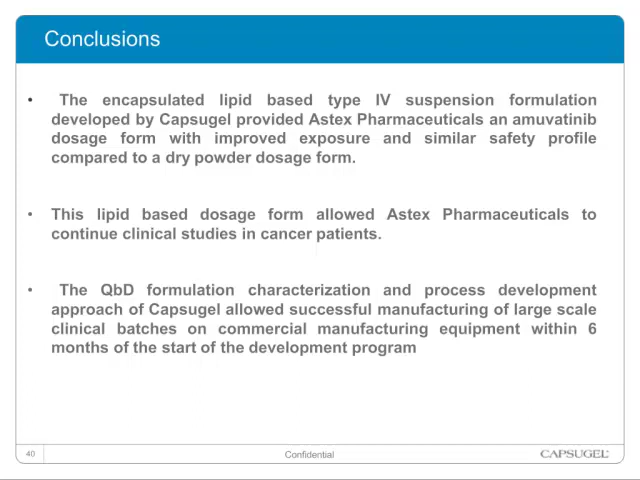 Conclusions
• The encapsulated lipid based type IV suspension formulation
developed by Capsugel provided Astex Pharmaceuticals an amuvatinib
dosage form with improved exposure and similar safety profile
compared to a dry powder dosage form.
• This lipid based dosage form allowed Astex Pharmaceuticals to
continue clinical studies in cancer patients.
• The QbD formulation characterization and process development
approach of Capsugel allowed successful manufacturing of large scale
clinical batches on commercial manufacturing equipment within 6
months of the start of the development program
40 Confidential CAPSUGEL